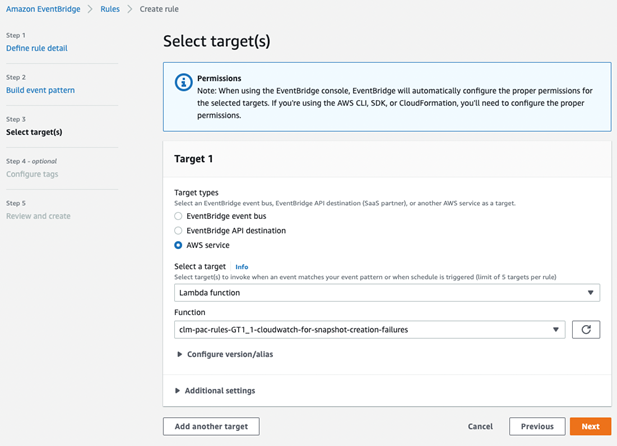 Amazon EventBridge > Rules > Create rule
Step 1
Define rule detail
Step 2
Build event pattern
Step 3
Select target(s)
Step 4 - optional
Configure tags
Step 5
Review and create
Select target(s)
Permissions
Note: When using the EventBridge console, EventBridge will automatically configure the proper permissions for
the selected targets. If you're using the AWS CLI, SDK, or CloudFormation, you'll need to configure the proper
permissions.
Target 1
Target types
Select an EventBridge event bus, EventBridge API destination (SaaS partner), or another AWS service as a target.
EventBridge event bus
EventBridge API destination
AWS service
Select a target Info
Select target(s) to invoke when an event matches your event pattern or when schedule is triggered (limit of 5 targets per rule)
Lambda function
Function
clm-pac-rules-GT1_1-cloudwatch-for-snapshot-creation-failures
Configure version/alias
Additional settings
Add another target Cancel Previous Next